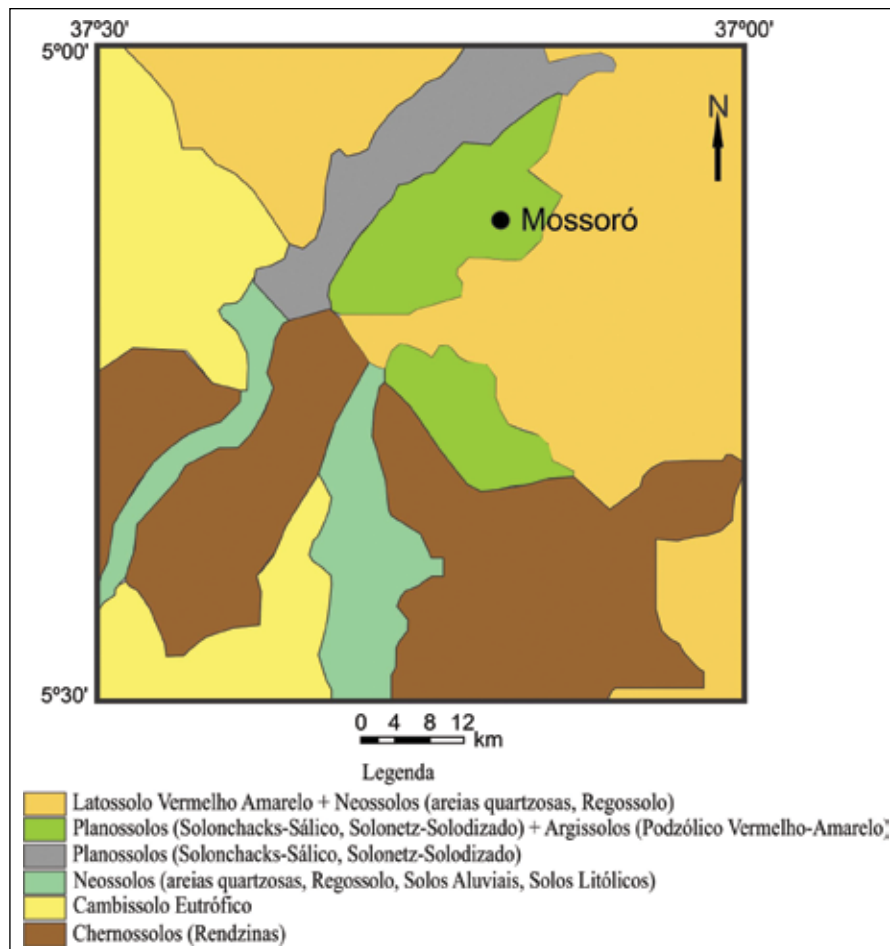 37º30'
37º00'
5º00'
N
Mossoró
5º30'
0 4 8 12
km
Legenda
Latossolo Vermelho Amarelo + Neossolos (areias quartzosas, Regossolo)
Planossolos (Solonchacks-Sálico, Solonetz-Solodizado) + Argissolos (Podzólico Vermelho-Amarelo)
Planossolos (Solonchacks-Sálico, Solonetz-Solodizado)
Neossolos (areias quartzosas, Regossolo, Solos Aluviais, Solos Litólicos)
Cambissolo Eutrófico
Chernossolos (Rendzinas)